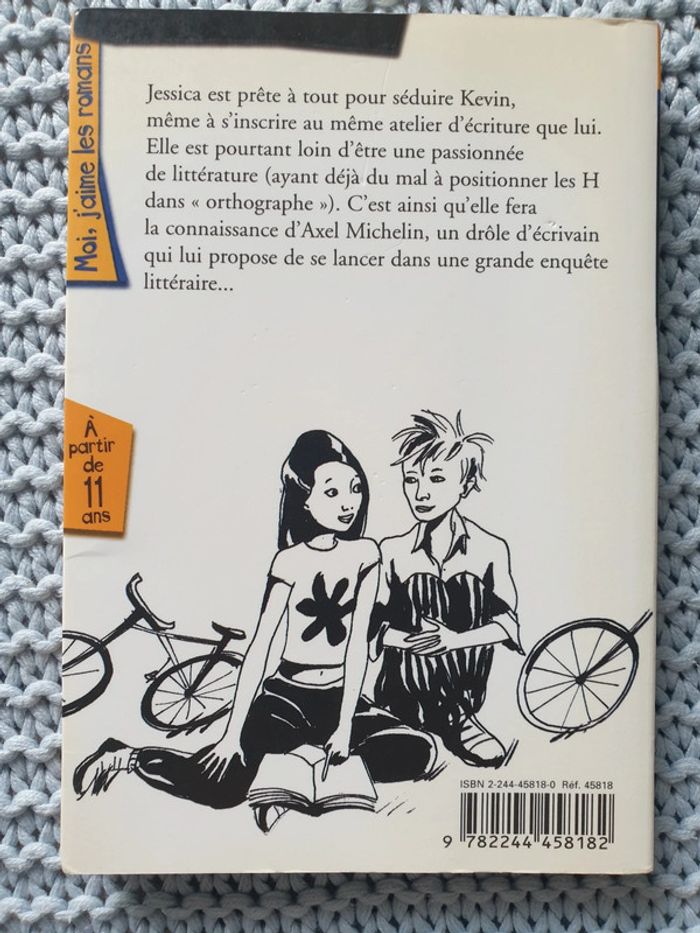 Moi, j'aime les romans
Jessica est prête à tout pour séduire Kevin,
même à s'inscrire au même atelier d'écriture que lui.
Elle est pourtant loin d'être une passionnée
de littérature (ayant déjà du mal à positionner les H
dans « orthographe »). C'est ainsi qu'elle fera
la connaissance d'Axel Michelin, un drôle d'écrivain
qui lui propose de se lancer dans une grande enquête
littéraire...
À
partir
de
11
ans
ISBN 2-244-45818-0 Réf. 45818
9 782244 458182